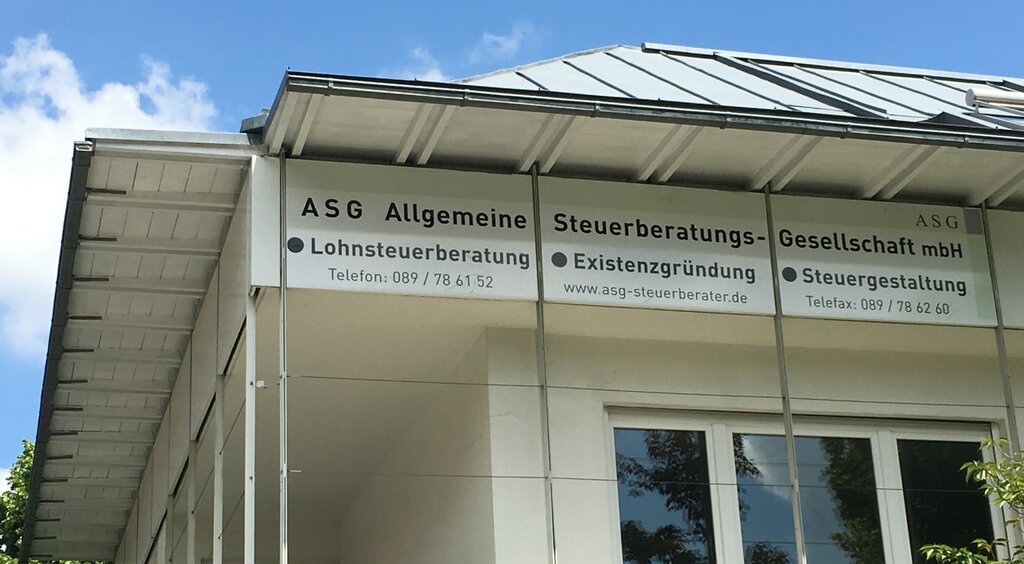 ASG
ASG Allgemeine Steuerberatungs-Gesellschaft mbH
● Lohnsteuerberatung ● Existenzgründung ● Steuergestaltung
Telefon: 089 / 78 61 52 www.asg-steuerberater.de Telefax: 089 / 78 62 60